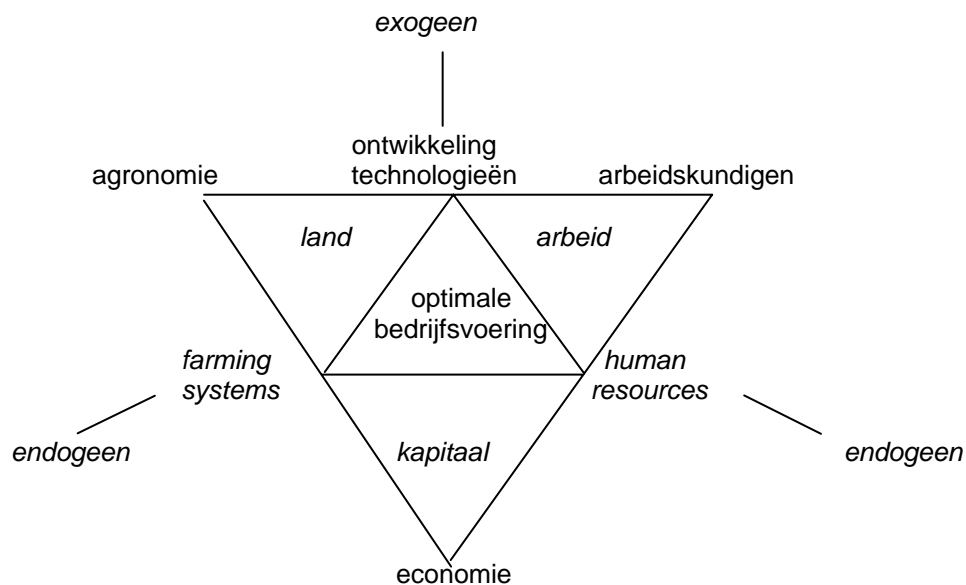 exogeen
ontwikkeling
agronomie technologieën arbeidskundigen
land arbeid
optimale
bedrijfsvoering
farming human
systems resources
endogeen kapitaal endogeen
economie